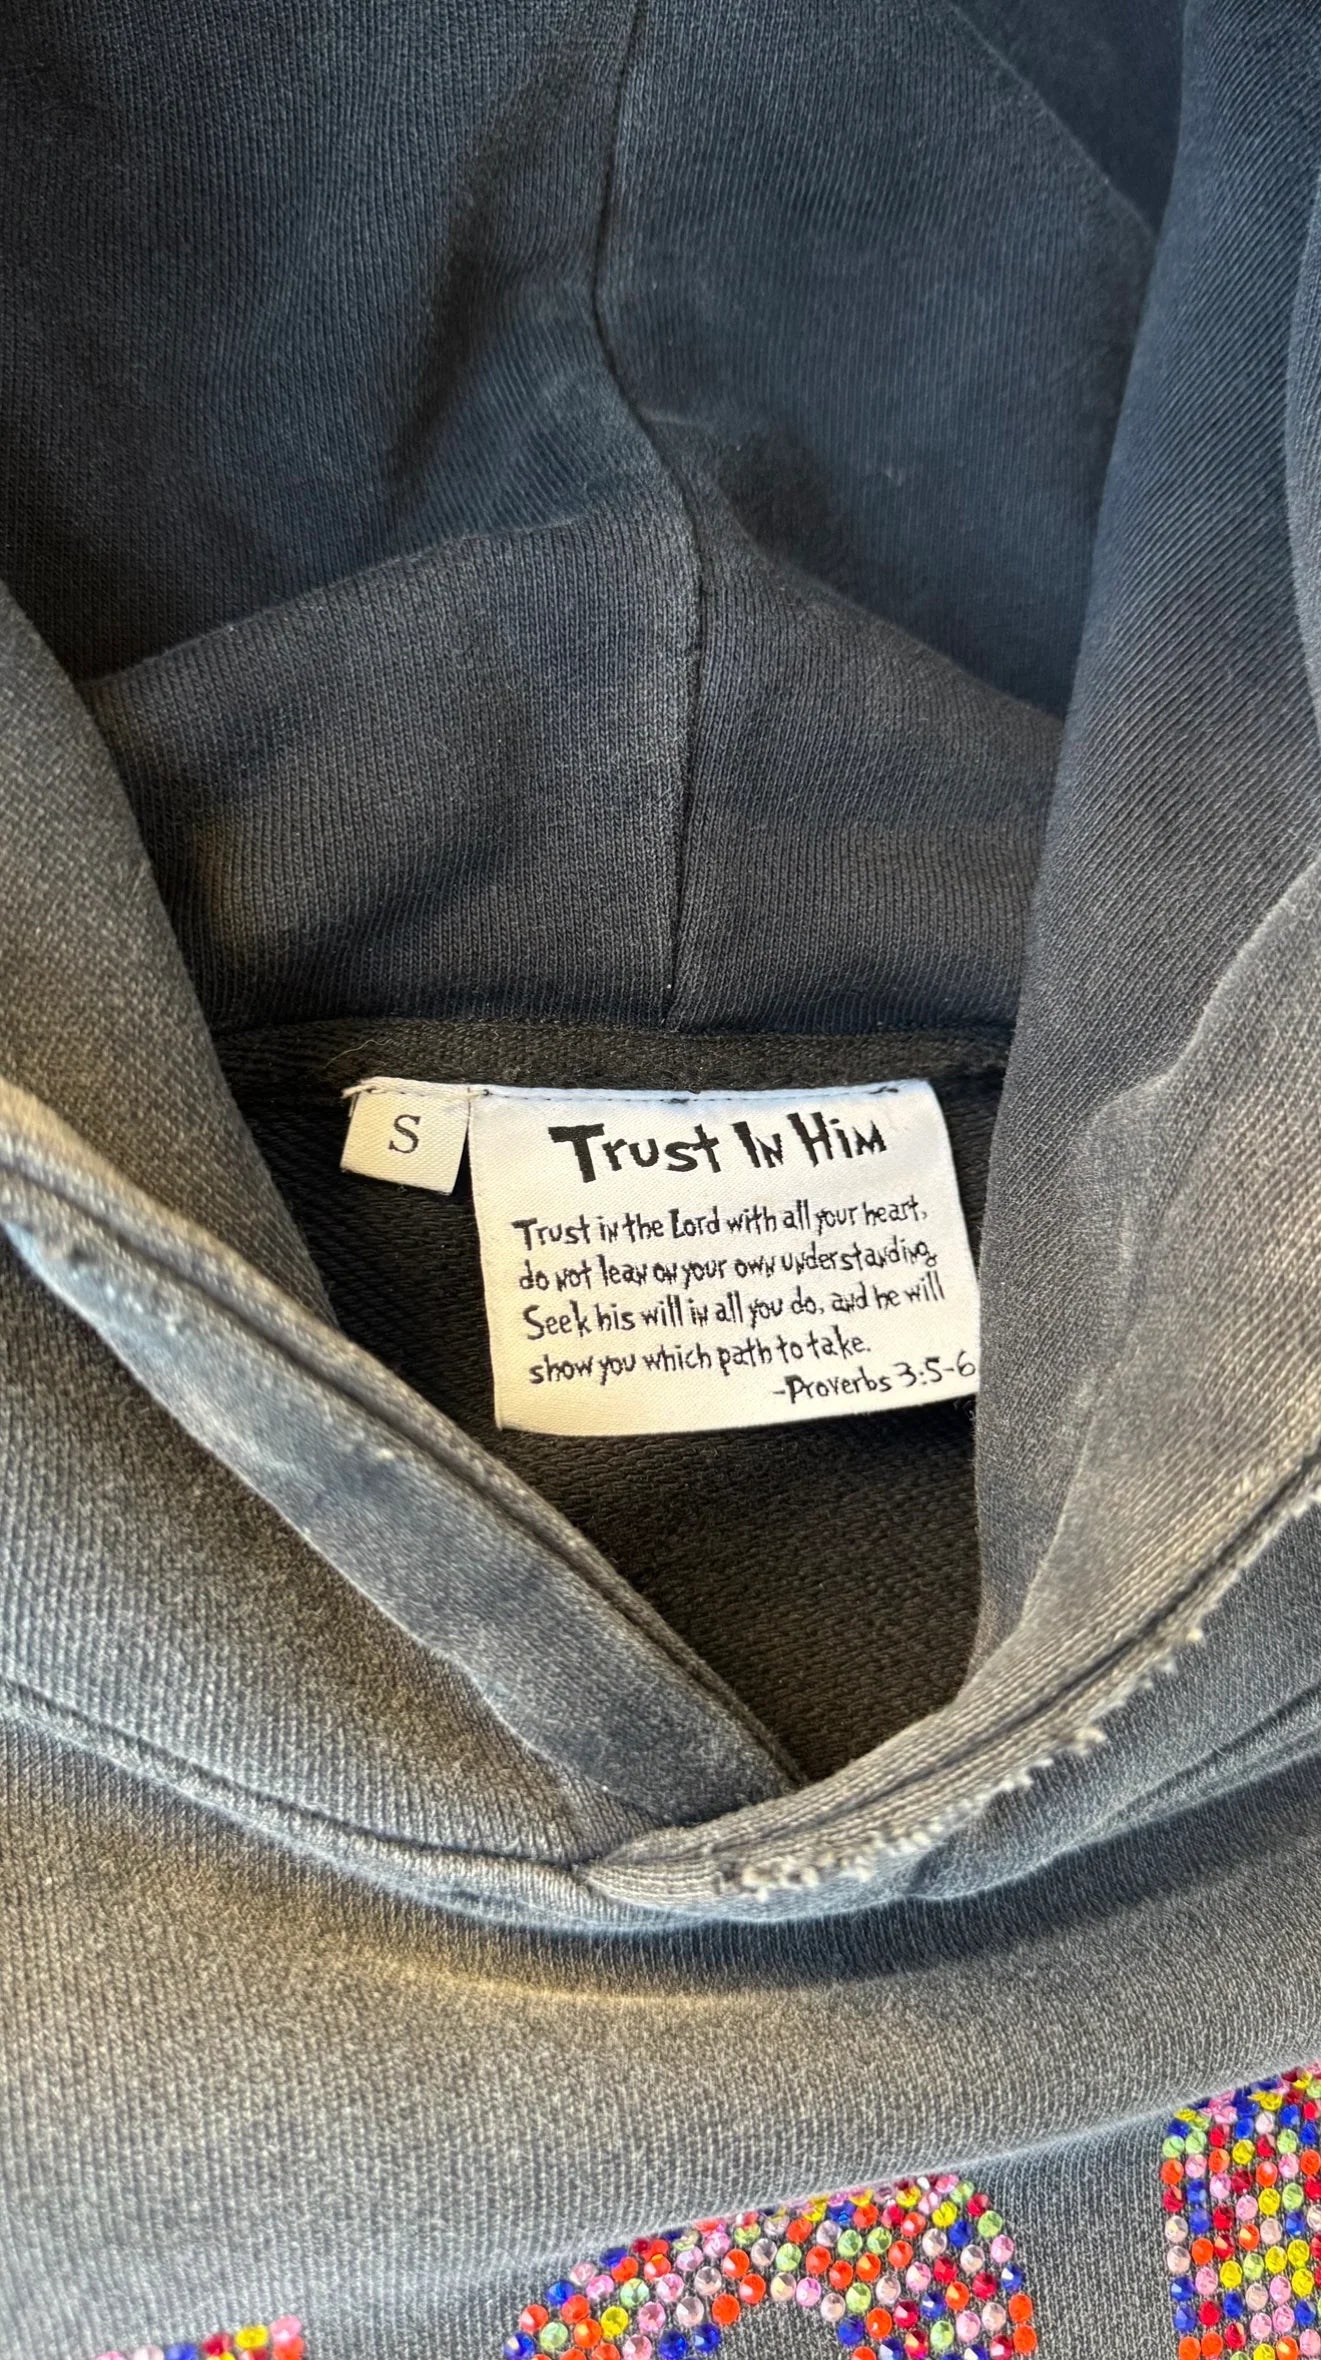 S
Trust In Him
Trust in the Lord with all your heart,
do not lean on your own understanding.
Seek his will in all you do, and he will
show you which path to take.
-Proverbs 3:5-6